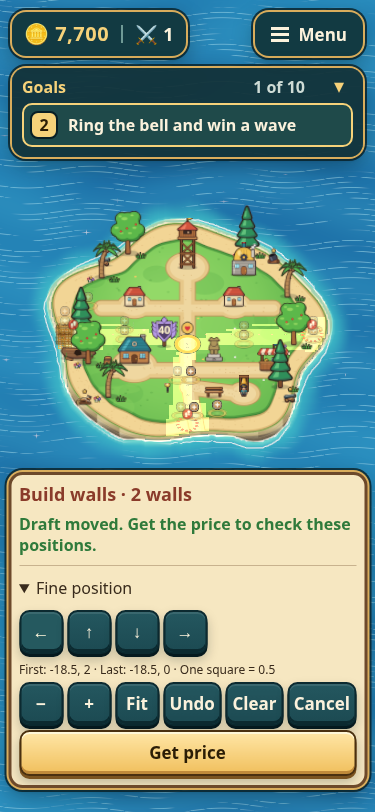 7,700 | 1
Menu
Goals 1 of 10 ▼
2 Ring the bell and win a wave
40
Build walls · 2 walls
Draft moved. Get the price to check these
positions.
▼ Fine position
← ↑ ↓ →
First: -18.5, 2 · Last: -18.5, 0 · One square = 0.5
− + Fit Undo Clear Cancel
Get price